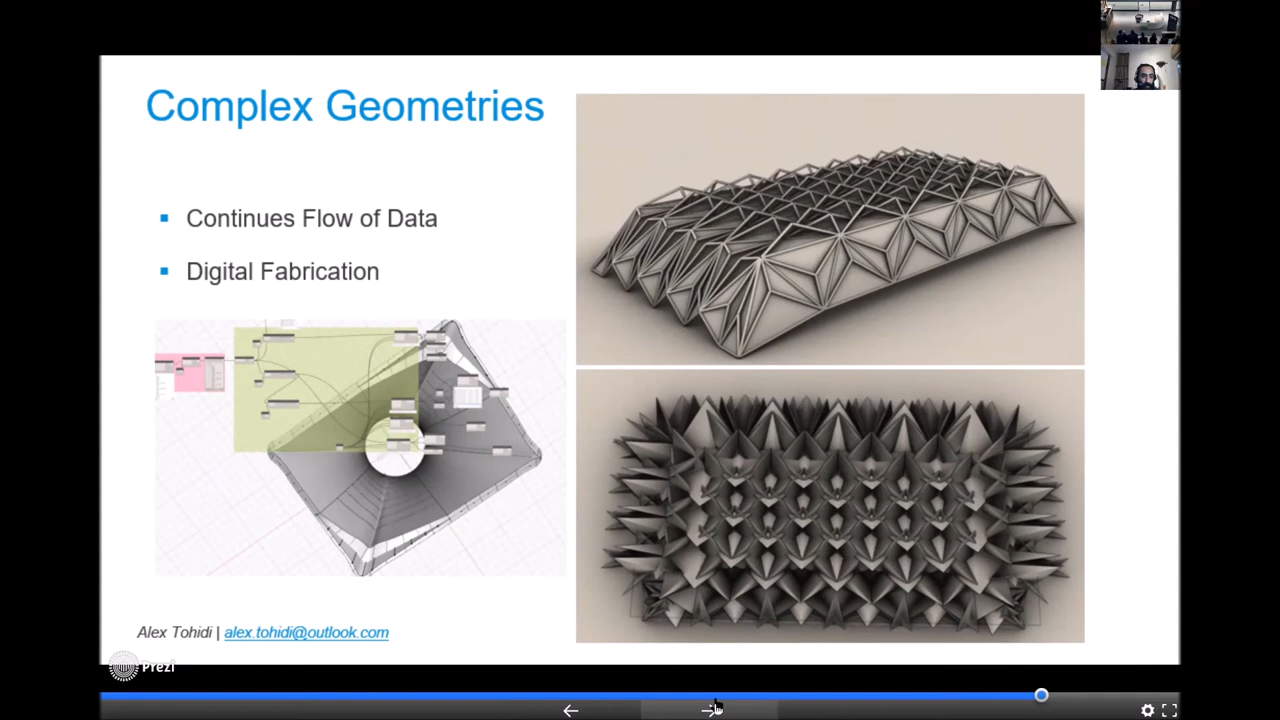 Complex Geometries
Continues Flow of Data
Digital Fabrication
Alex Tohidi | alex.tohidi@outlook.com
Prezi